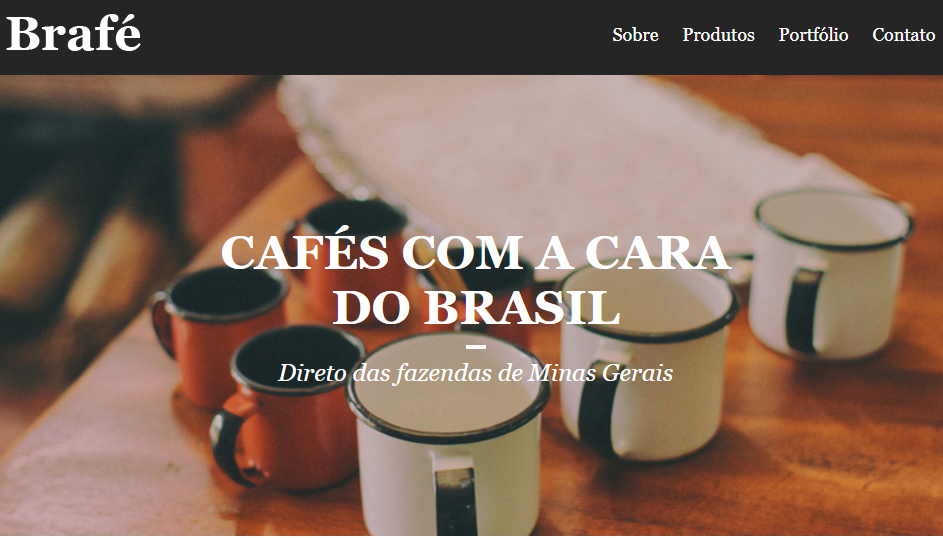 Brafé
Sobre Produtos Portfólio Contato
CAFÉS COM A CARA
DO BRASIL
Direto das fazendas de Minas Gerais